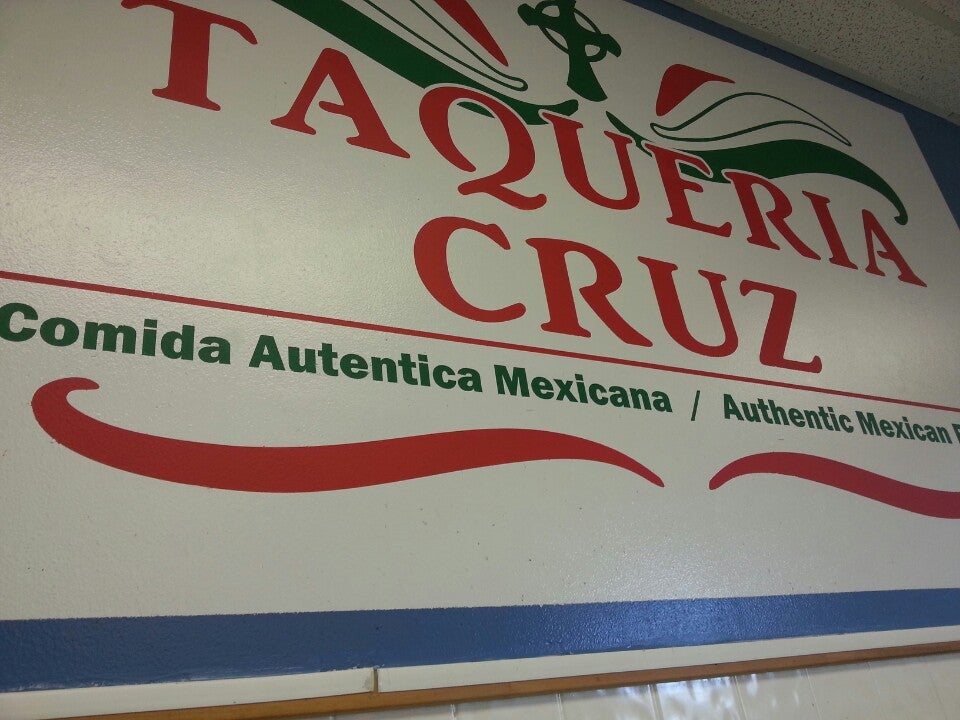 TAQUERIA
CRUZ
Comida Autentica Mexicana / Authentic Mexican